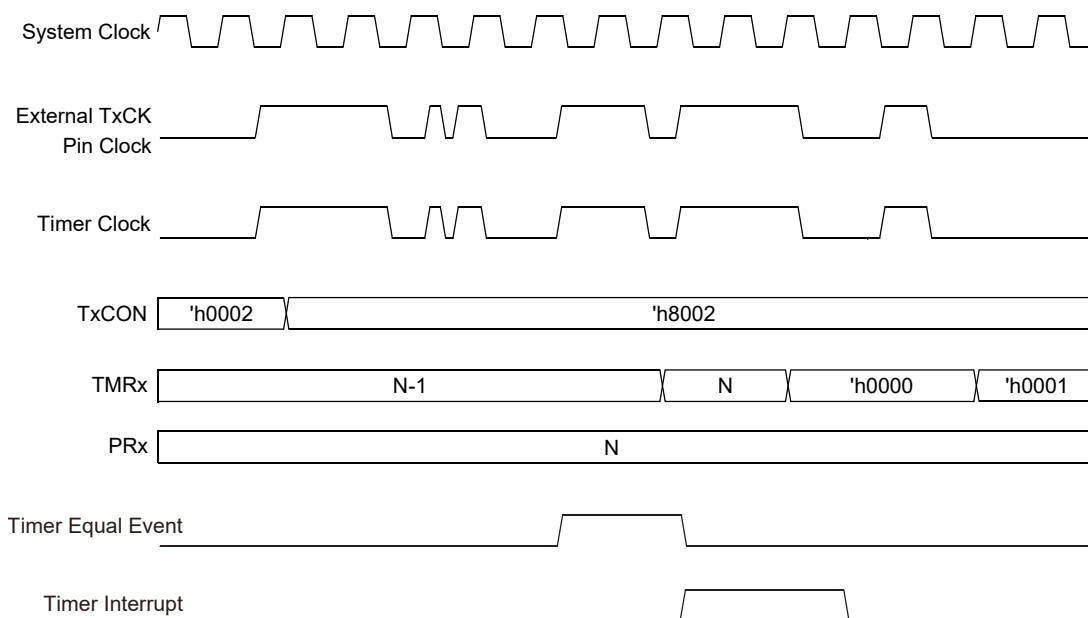 System Clock
External TxCK
Pin Clock
Timer Clock
TxCON 'h0002 'h8002
TMRx N-1 N 'h0000 'h0001
PRx N
Timer Equal Event
Timer Interrupt